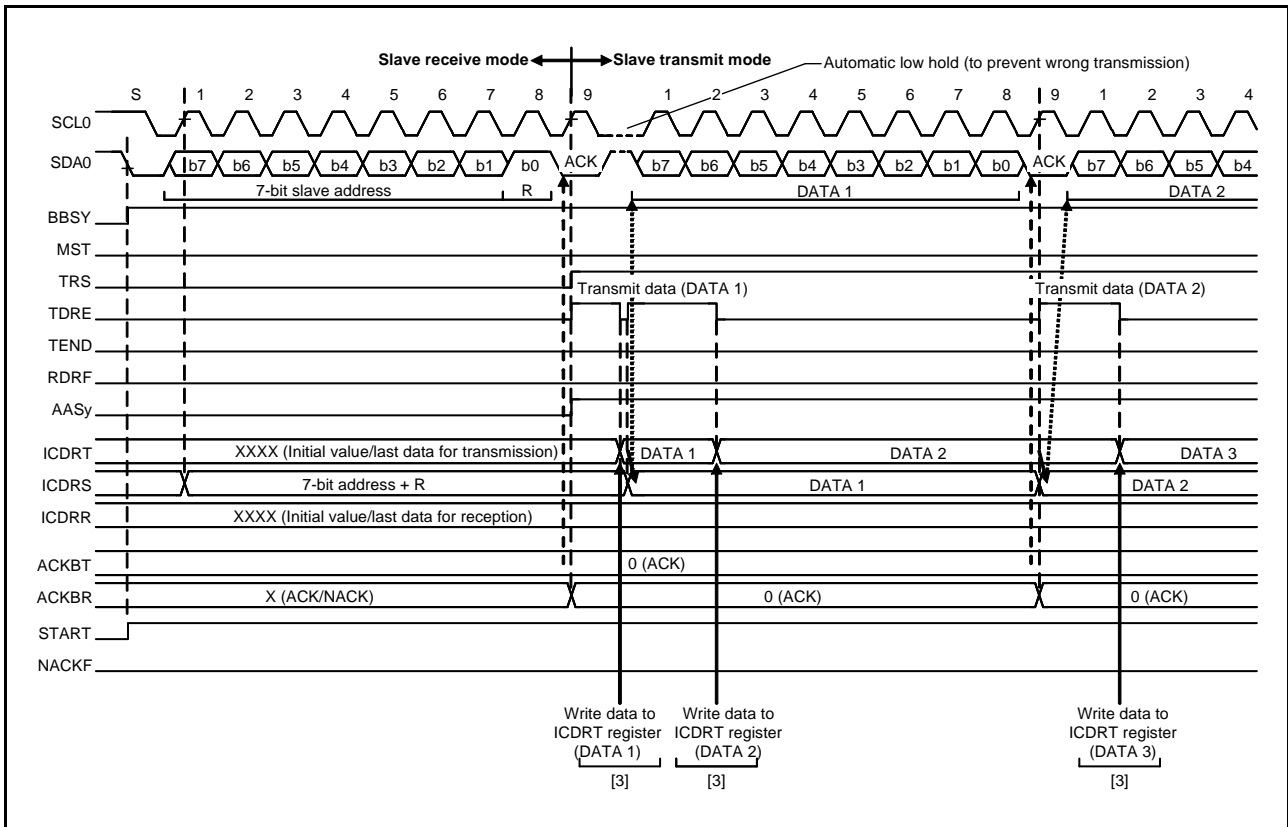 Slave receive mode Slave transmit mode Automatic low hold (to prevent wrong transmission)
S 1 2 3 4 5 6 7 8 9 1 2 3 4 5 6 7 8 9 1 2 3 4
SCL0
SDA0 b7 b6 b5 b4 b3 b2 b1 b0 ACK b7 b6 b5 b4 b3 b2 b1 b0 ACK b7 b6 b5 b4
7-bit slave address R DATA 1 DATA 2
BBSY
MST
TRS
Transmit data (DATA 1) Transmit data (DATA 2)
TDRE
TEND
RDRF
AASy
ICDRT XXXX (Initial value/last data for transmission) DATA 1 DATA 2 DATA 3
ICDRS 7-bit address + R DATA 1 DATA 2
ICDRR XXXX (Initial value/last data for reception)
ACKBT 0 (ACK)
ACKBR X (ACK/NACK) 0 (ACK) 0 (ACK)
START
NACKF
Write data to Write data to Write data to
ICDRT register ICDRT register ICDRT register
(DATA 1) (DATA 2) (DATA 3)
[3] [3] [3]